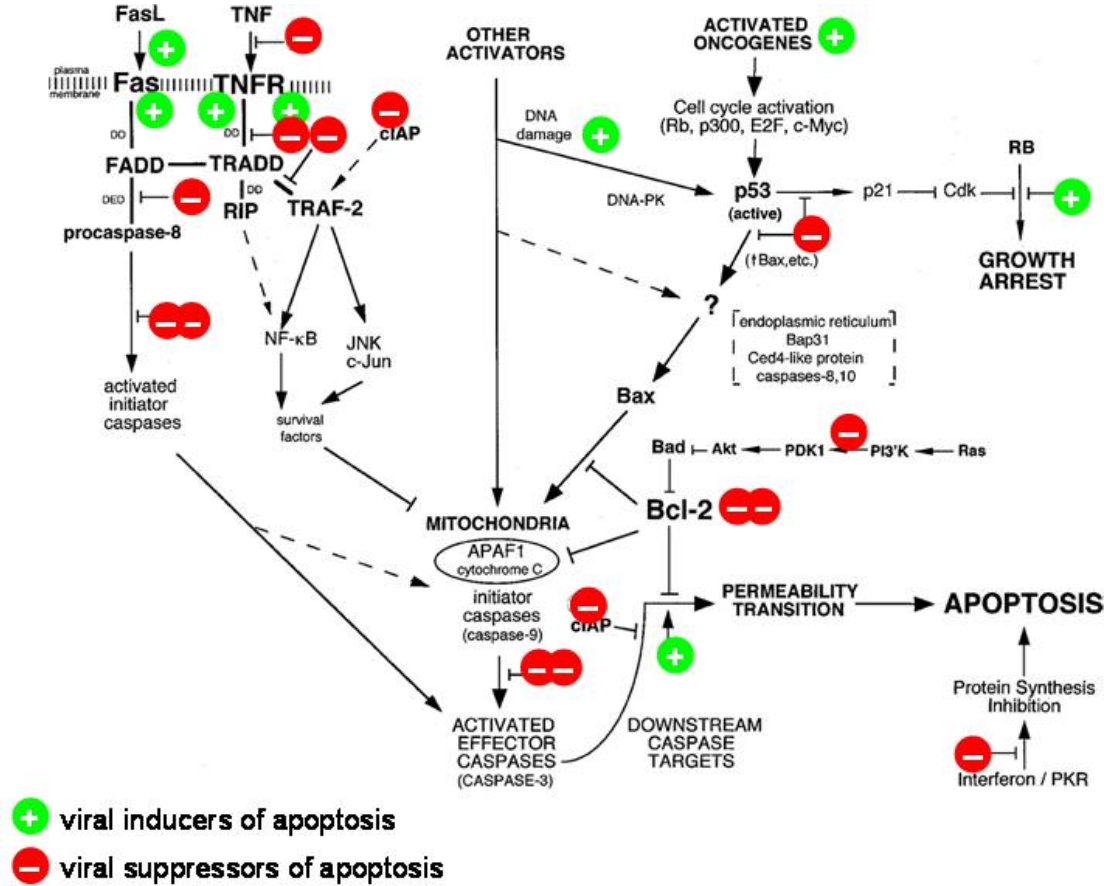 FasL
TNF
plasma
membrane
Fas
TNFR
DD
DD
cIAP
FADD
TRADD
DED
DD
RIP
TRAF-2
procaspase-8
NF-κB
JNK
c-Jun
activated
initiator
caspases
survival
factors
OTHER
ACTIVATORS
DNA
damage
DNA-PK
ACTIVATED
ONCOGENES
Cell cycle activation
(Rb, p300, E2F, c-Myc)
p53
(active)
p21
Cdk
RB
GROWTH
ARREST
(↑Bax,etc.)
?
endoplasmic reticulum
Bap31
Ced4-like protein
caspases-8,10
Bax
Bad
Akt
PDK1
PI3'K
Ras
Bcl-2
MITOCHONDRIA
APAF1
cytochrome C
initiator
caspases
(caspase-9)
cIAP
PERMEABILITY
TRANSITION
APOPTOSIS
ACTIVATED
EFFECTOR
CASPASES
(CASPASE-3)
DOWNSTREAM
CASPASE
TARGETS
Protein Synthesis
Inhibition
Interferon / PKR
+ viral inducers of apoptosis
− viral suppressors of apoptosis